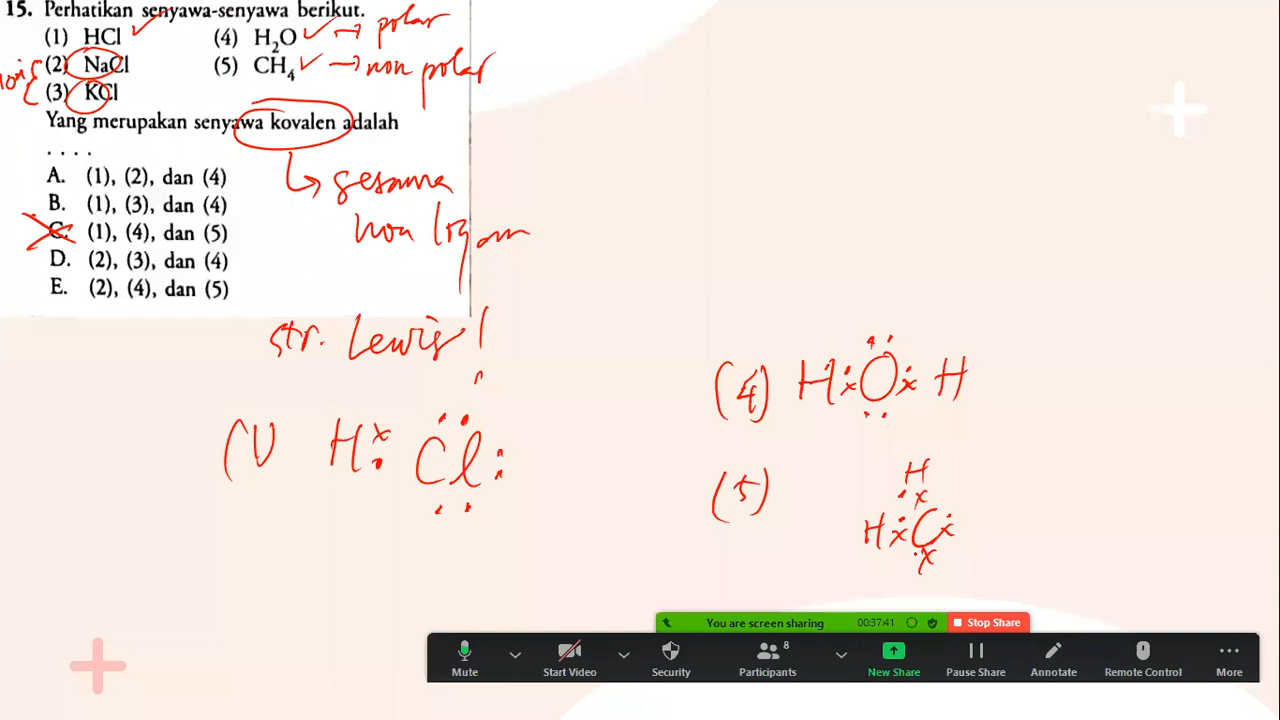 15. Perhatikan senyawa-senyawa berikut.
(1) HCl (4) H₂O → polar
(2) NaCl (5) CH₄ → non polar
(3) KCl
Yang merupakan senyawa kovalen adalah
. . . .
A. (1), (2), dan (4)
B. (1), (3), dan (4)
C. (1), (4), dan (5)
D. (2), (3), dan (4)
E. (2), (4), dan (5)
↳ sesama
non logam
str. Lewis
(1) H Cl
(4) H O H
(5)
H
H C
You are screen sharing 00:37:41 Stop Share
Mute Start Video Security Participants 8 New Share Pause Share Annotate Remote Control More